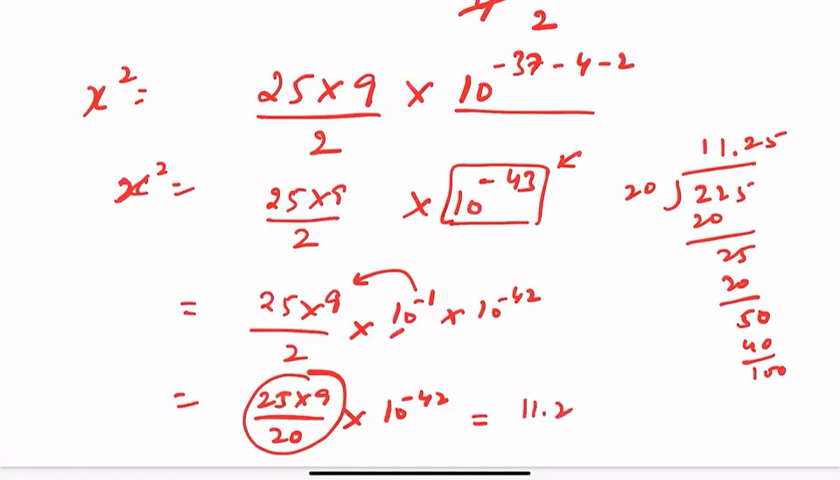 2
x² = 25×9/2 × 10^-37-4-2
x² = 25×9/2 × 10^-43
= 25×9/2 × 10^-1 × 10^-42
= 25×9/20 × 10^-42 = 11.2
11.25
20 ) 225
20
25
20
50
40
100